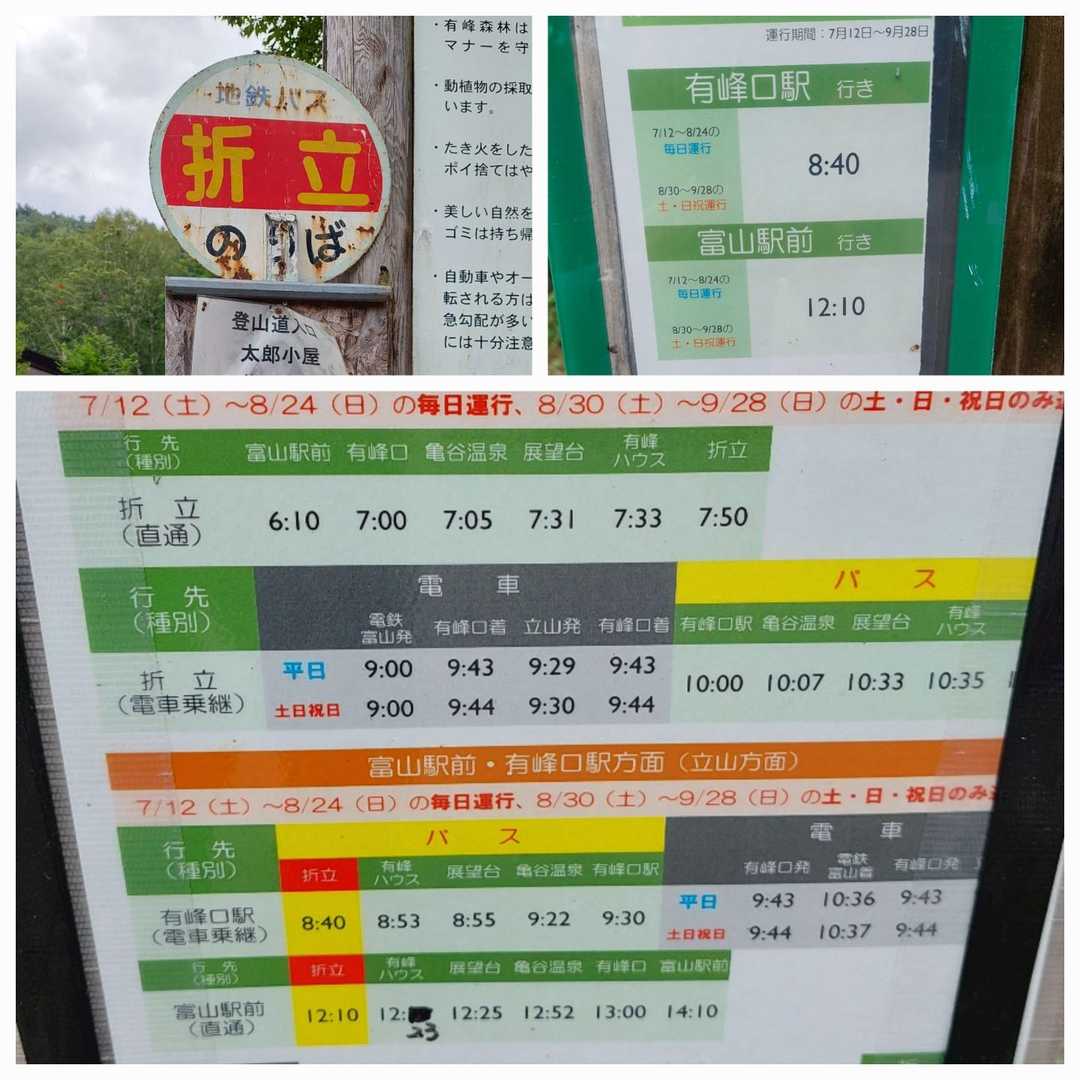 地鉄バス
折立
のりば
登山道入口
太郎小屋
・有峰森林は
マナーを守
・動植物の採取
います。
・たき火をした
ポイ捨てはや
・美しい自然を
ゴミは持ち帰
・自動車やオー
転される方は
急勾配が多い
には十分注意
運行期間：7月12日～9月28日
有峰口駅 行き
7/12～8/24の
毎日運行
8:40
8/30～9/28の
土・日祝運行
富山駅前 行き
7/12～8/24の
毎日運行
12:10
8/30～9/28の
土・日祝運行
7/12（土）～8/24（日）の毎日運行、8/30（土）～9/28（日）の土・日・祝日のみ
行先（種別） 富山駅前 有峰口 亀谷温泉 展望台 有峰ハウス 折立
折立（直通） 6:10 7:00 7:05 7:31 7:33 7:50
電車 バス
行先（種別） 電鉄富山発 有峰口着 立山発 有峰口着 有峰口駅 亀谷温泉 展望台 有峰ハウス
平日 9:00 9:43 9:29 9:43
折立（電車乗継） 10:00 10:07 10:33 10:35
土日祝日 9:00 9:44 9:30 9:44
富山駅前・有峰口駅方面（立山方面）
7/12（土）～8/24（日）の毎日運行、8/30（土）～9/28（日）の土・日・祝日のみ
バス 電車
行先（種別） 折立 有峰ハウス 展望台 亀谷温泉 有峰口駅 有峰口発 電鉄富山着 有峰口発
有峰口駅（電車乗継） 8:40 8:53 8:55 9:22 9:30
平日 9:43 10:36 9:43
土日祝日 9:44 10:37 9:44
行先（種別） 折立 有峰ハウス 展望台 亀谷温泉 有峰口 富山駅前
富山駅前（直通） 12:10 12: 23 12:25 12:52 13:00 14:10